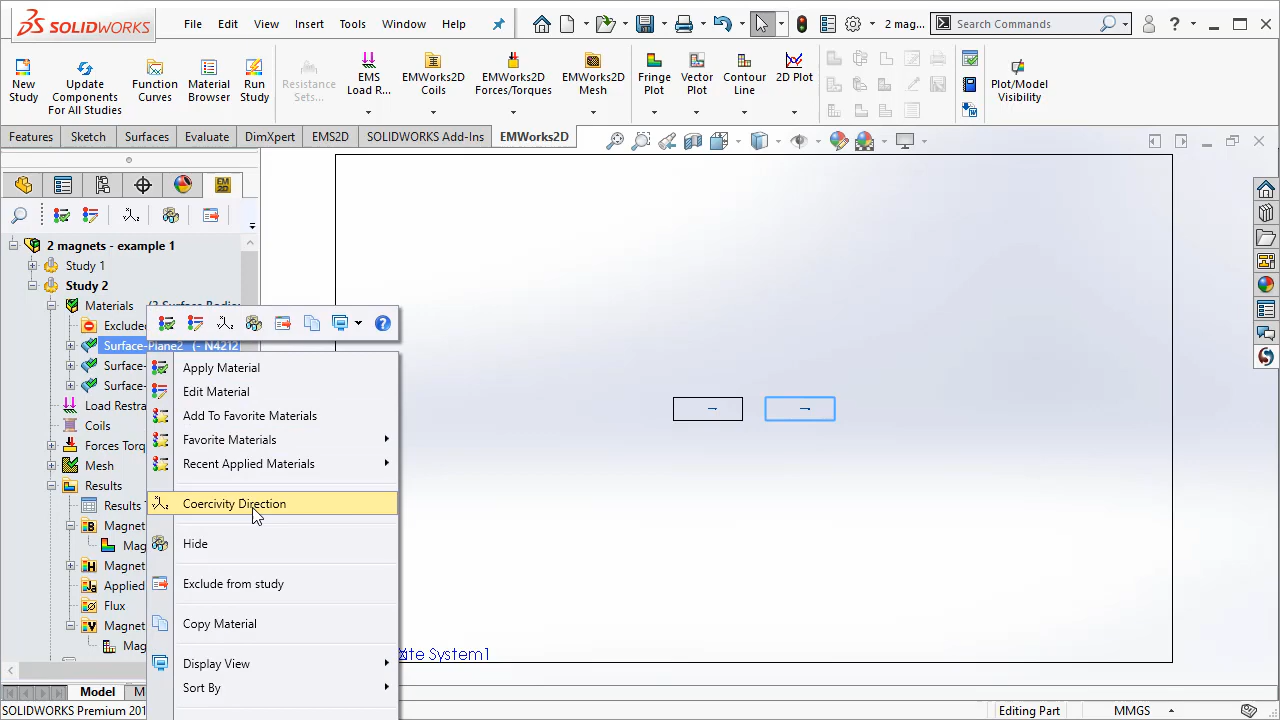 SOLIDWORKS File Edit View Insert Tools Window Help 2 mag... Search Commands
New Study
Update Components For All Studies
Function Curves
Material Browser
Run Study
Resistance Sets...
EMS Load R...
EMWorks2D Coils
EMWorks2D Forces/Torques
EMWorks2D Mesh
Fringe Plot
Vector Plot
Contour Line
2D Plot
Plot/Model Visibility
Features Sketch Surfaces Evaluate DimXpert EMS2D SOLIDWORKS Add-Ins EMWorks2D
2 magnets - example 1
Study 1
Study 2
Materials (3 Surface Bodies
Exclude
Surface-Plane2 (- N4212
Surface-
Surface-
Load Restra
Coils
Forces Torq
Mesh
Results
Results
Magnet
Mag
Magnet
Applied
Flux
Magnet
Mag
Apply Material
Edit Material
Add To Favorite Materials
Favorite Materials
Recent Applied Materials
Coercivity Direction
Hide
Exclude from study
Copy Material
Display View
Sort By
ate System1
Model M
SOLIDWORKS Premium 201
Editing Part MMGS